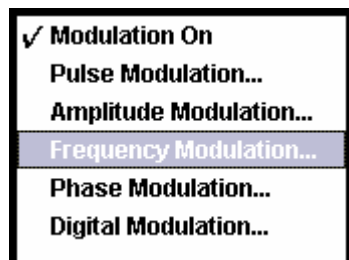 ✓ Modulation On
Pulse Modulation...
Amplitude Modulation...
Frequency Modulation...
Phase Modulation...
Digital Modulation...